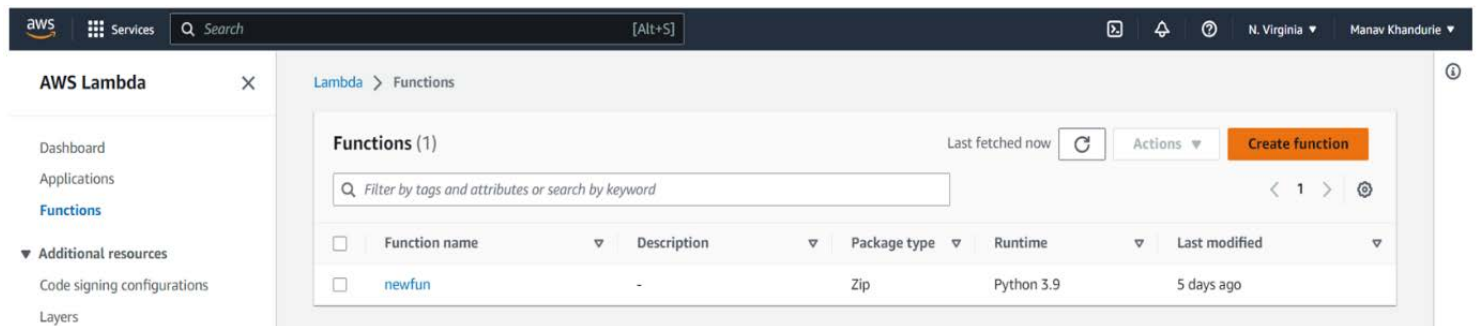 aws Services Search [Alt+S] N. Virginia Manav Khandurie
AWS Lambda
Dashboard
Applications
Functions
Additional resources
Code signing configurations
Layers
Lambda > Functions
Functions (1) Last fetched now Actions Create function
Filter by tags and attributes or search by keyword < 1 >
Function name Description Package type Runtime Last modified
newfun - Zip Python 3.9 5 days ago